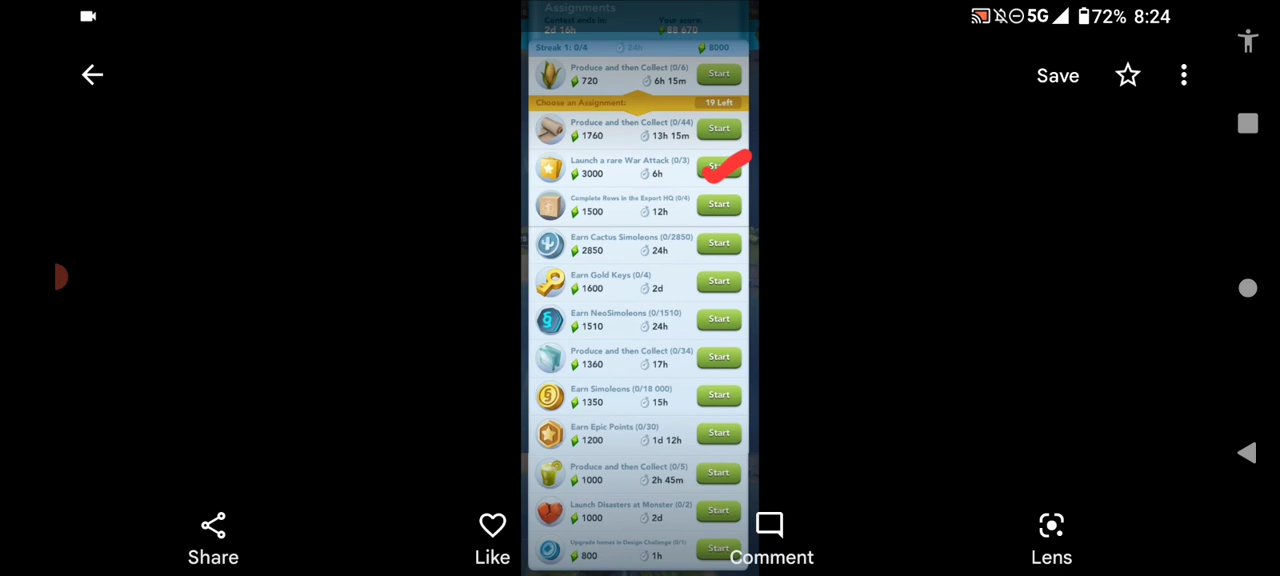 5G 72% 8:24
Save
Assignments
Contest ends in: Your score:
2d 16h 88 670
Streak 1: 0/4 24h 8000
Produce and then Collect (0/6)
720 6h 15m Start
Choose an Assignment: 19 Left
Produce and then Collect (0/44)
1760 13h 15m Start
Launch a rare War Attack (0/3)
3000 6h
Complete Rows in the Expert HQ (0/4)
1500 12h Start
Earn Cactus Simoleons (0/2850)
2850 24h Start
Earn Gold Keys (0/4)
1600 2d Start
Earn NeoSimoleons (0/1510)
1510 24h Start
Produce and then Collect (0/34)
1360 17h Start
Earn Simoleons (0/18 000)
1350 15h Start
Earn Epic Points (0/30)
1200 1d 12h Start
Produce and then Collect (0/5)
1000 2h 45m Start
Launch Disasters at Monster (0/2)
1000 2d Start
Upgrade homes in Design Challenge (0/1)
800 1h Start
Share Like Comment Lens